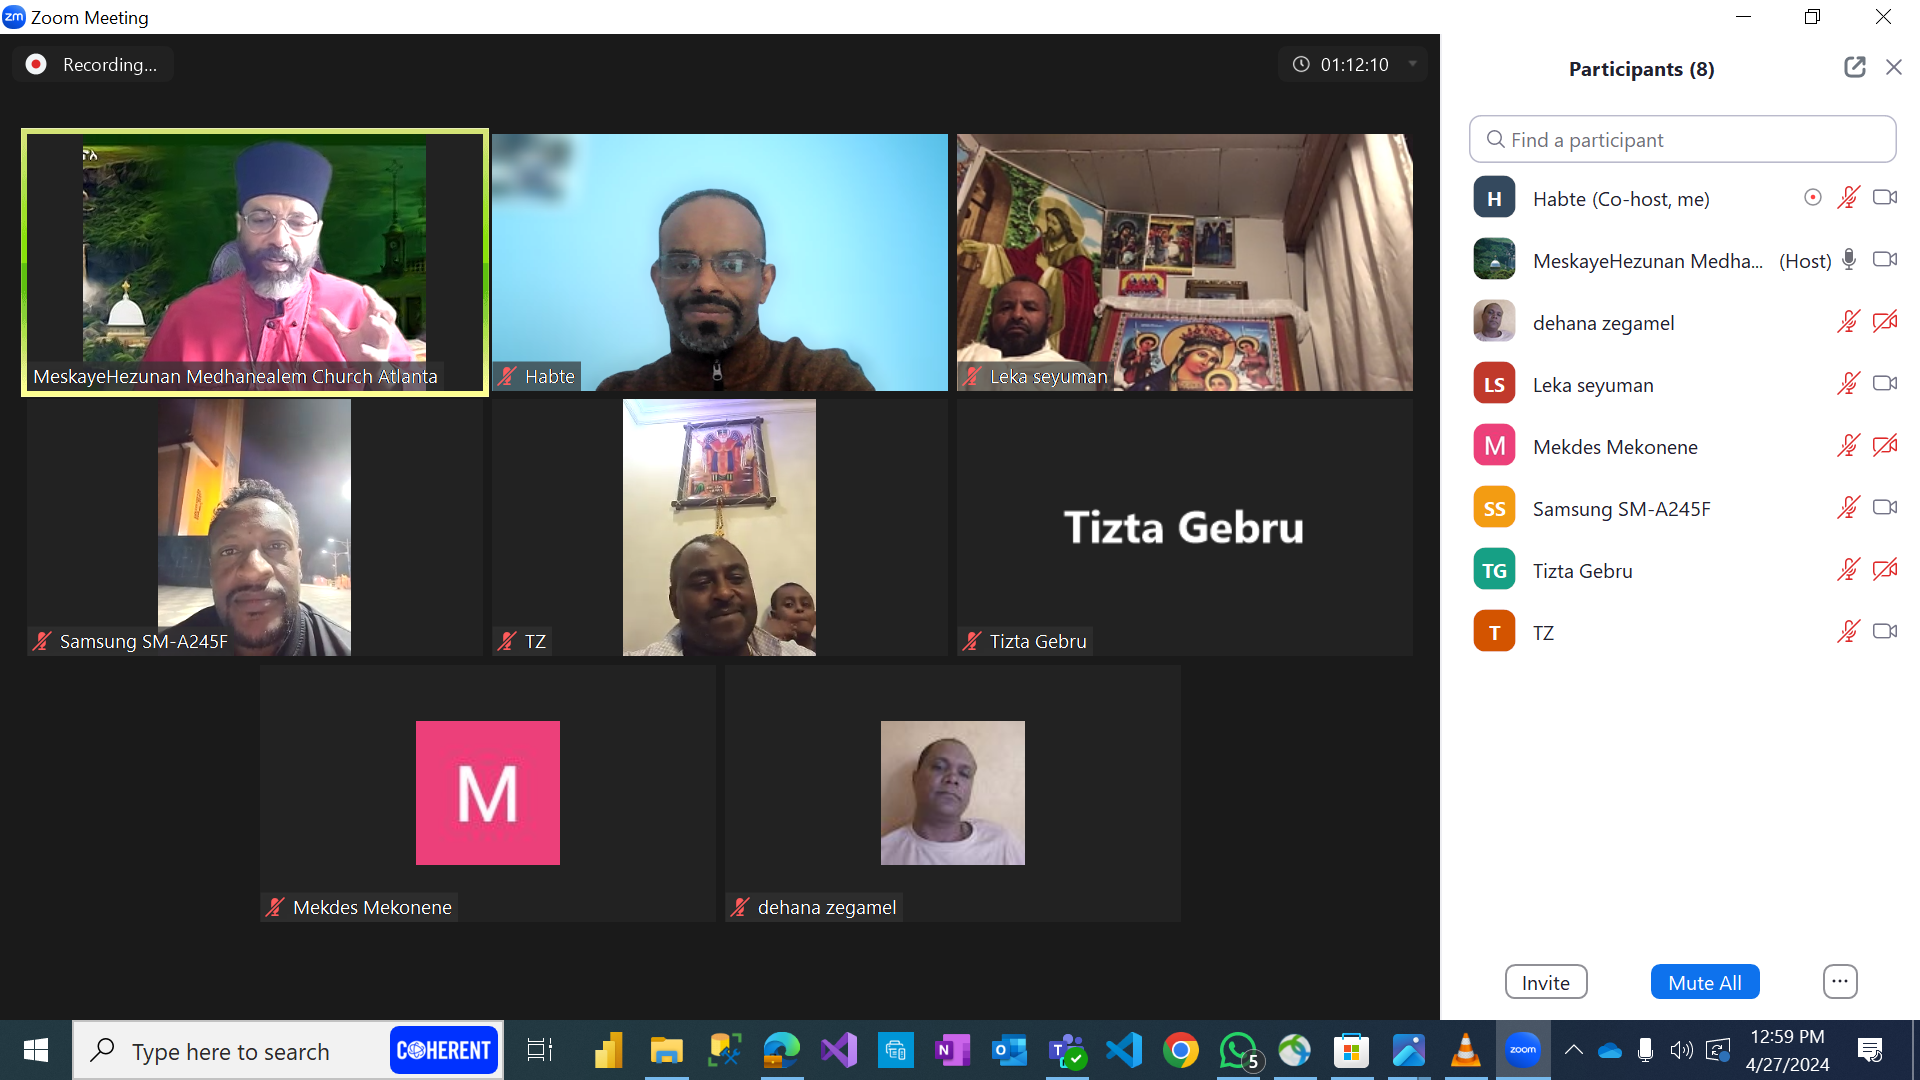 zm Zoom Meeting
Recording...
01:12:10
MeskayeHezunan Medhanealem Church Atlanta
Habte
Leka seyuman
Samsung SM-A245F
TZ
Tizta Gebru
Tizta Gebru
M
Mekdes Mekonene
dehana zegamel
Participants (8)
Find a participant
H Habte (Co-host, me)
MeskayeHezunan Medha... (Host)
dehana zegamel
LS Leka seyuman
M Mekdes Mekonene
SS Samsung SM-A245F
TG Tizta Gebru
T TZ
Invite
Mute All
Type here to search
COHERENT
5
zoom
12:59 PM
4/27/2024